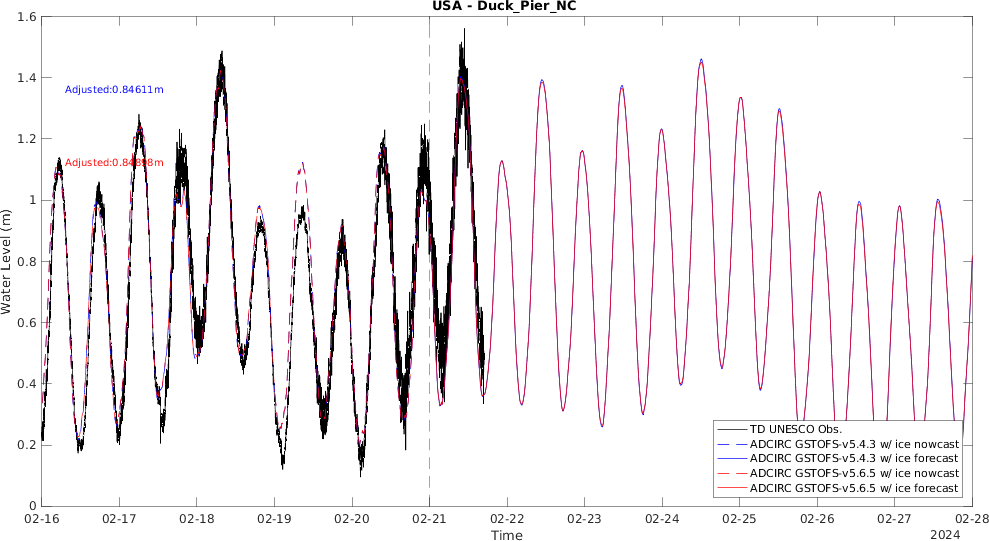 USA - Duck_Pier_NC
1.6
1.4
1.2
1
0.8
0.6
0.4
0.2
0
Water Level (m)
Adjusted:0.84611m
TD UNESCO Obs.
ADCIRC GSTOFS-v5.4.3 w/ ice nowcast
ADCIRC GSTOFS-v5.4.3 w/ ice forecast
ADCIRC GSTOFS-v5.6.5 w/ ice nowcast
ADCIRC GSTOFS-v5.6.5 w/ ice forecast
02-16 02-17 02-18 02-19 02-20 02-21 02-22 02-23 02-24 02-25 02-26 02-27 02-28
Time
2024